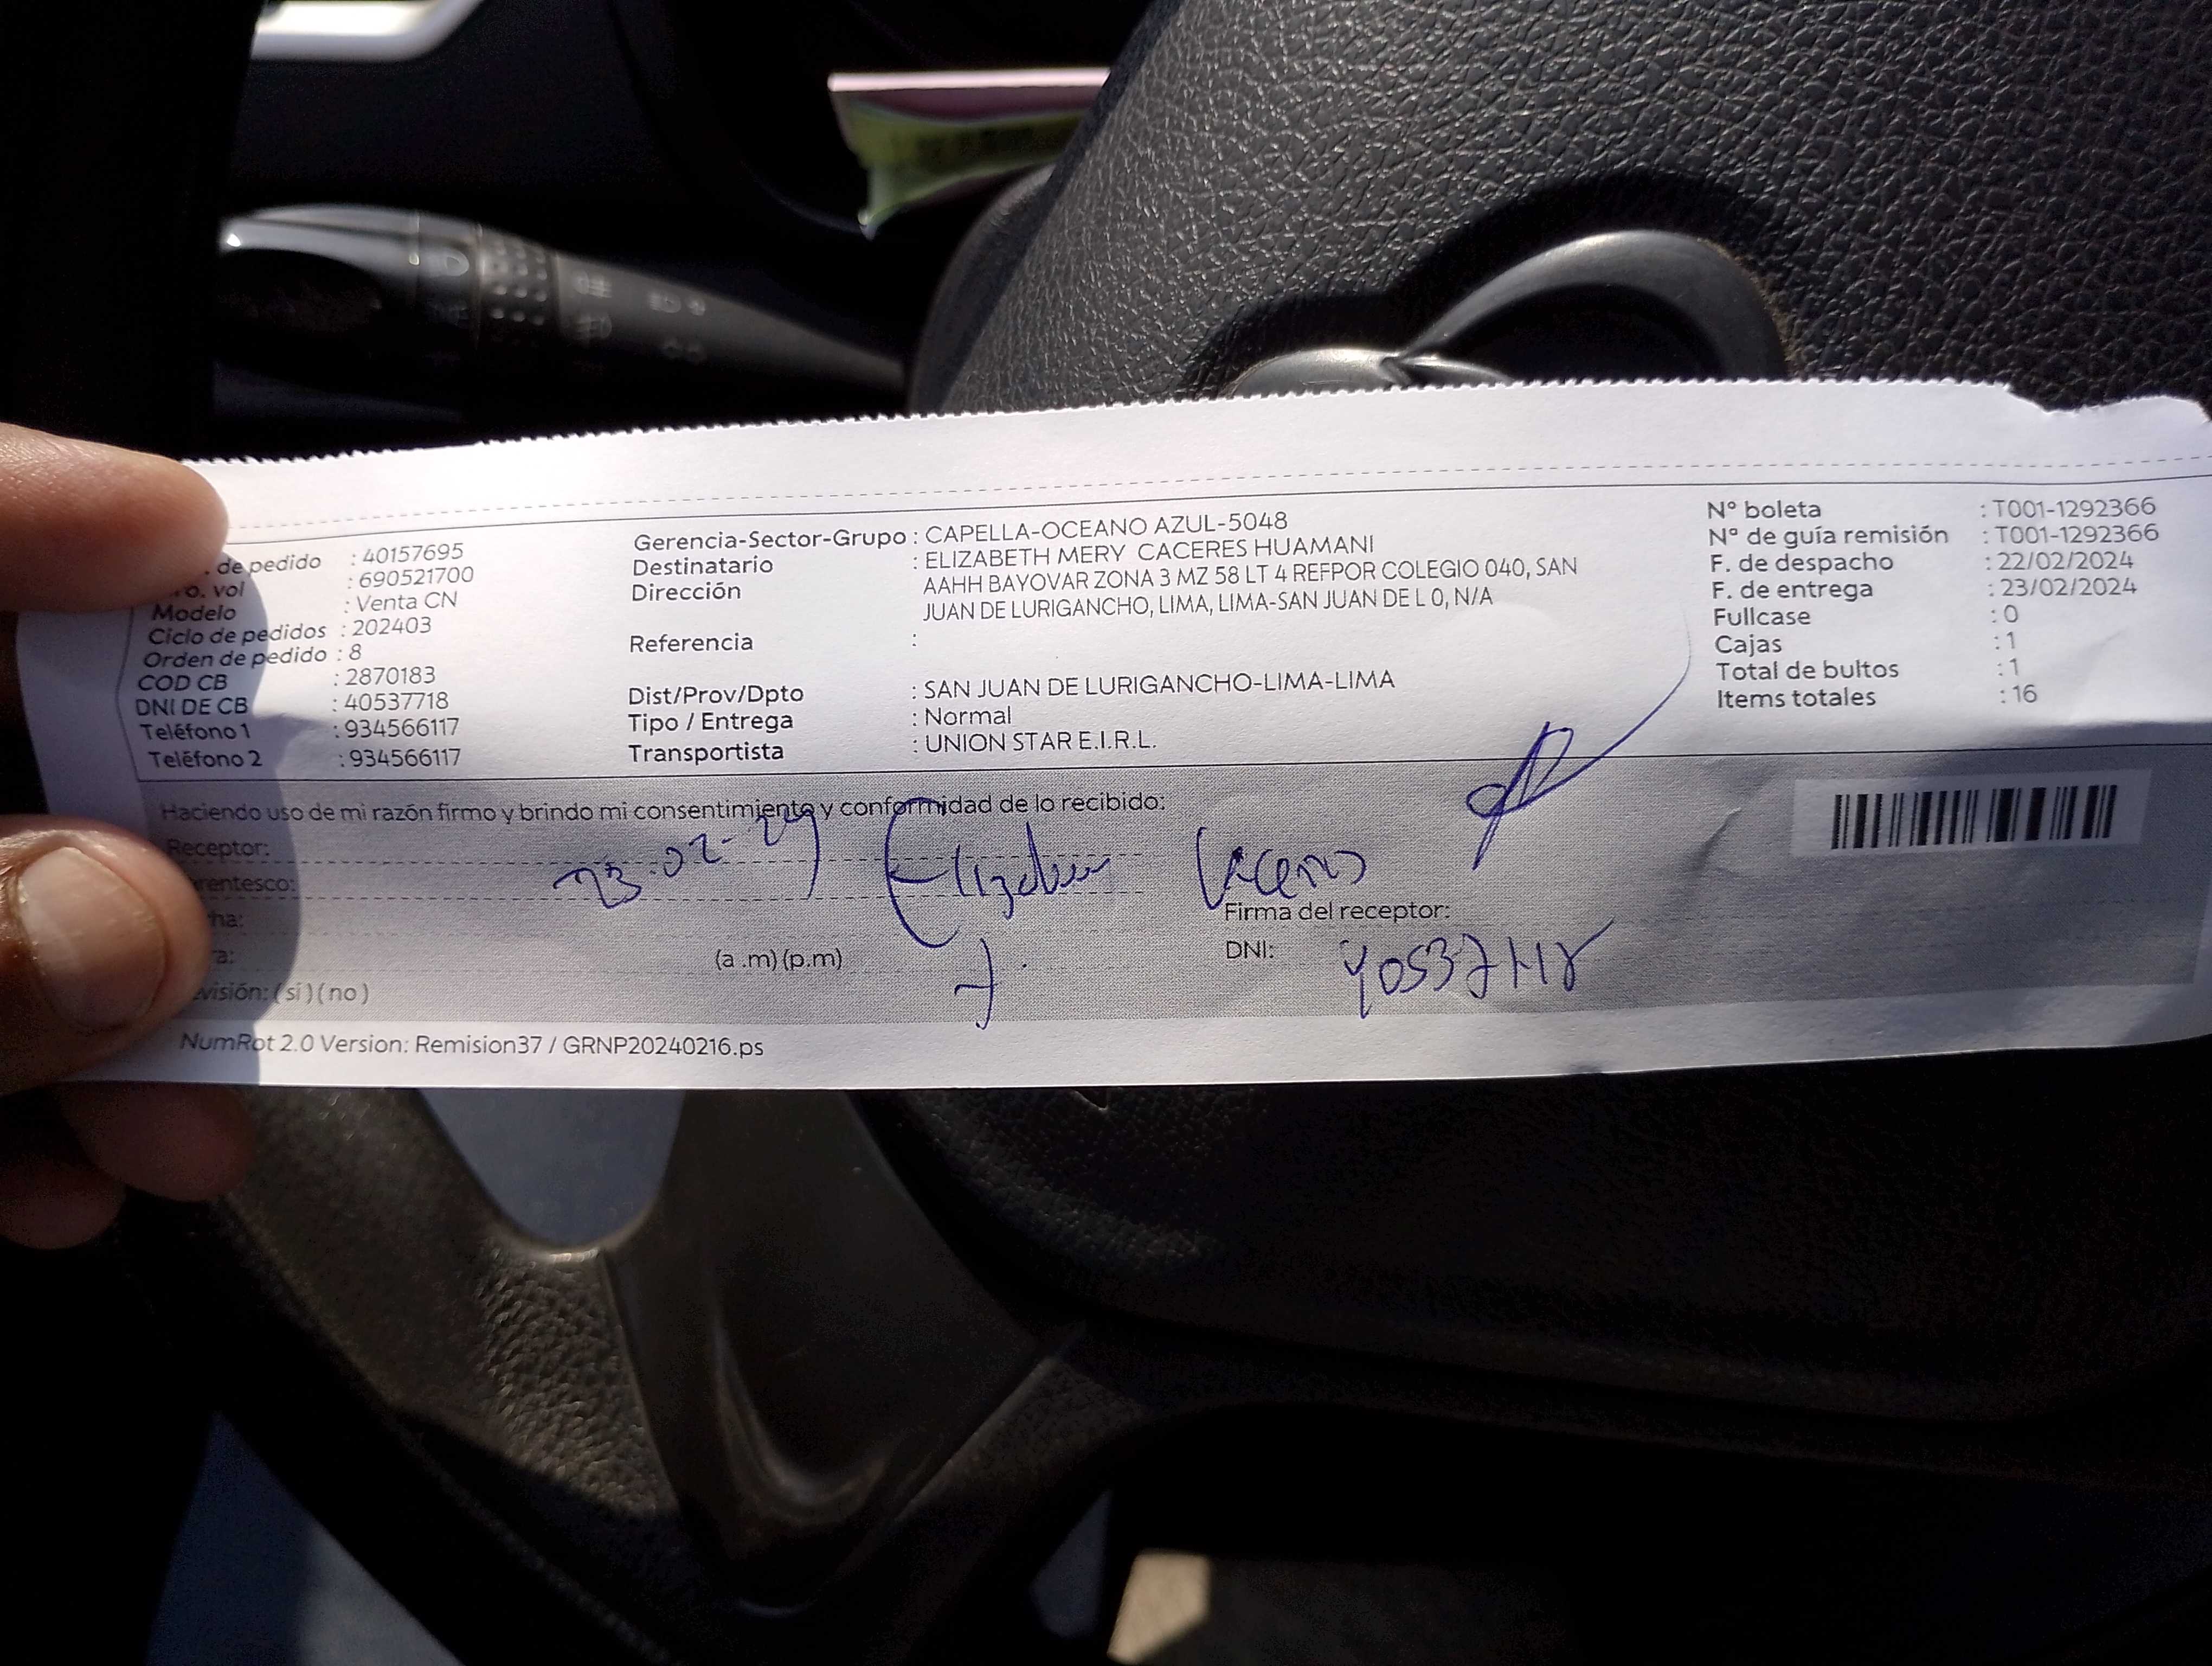 de pedido : 40157695
o. vol : 690521700
Modelo : Venta CN
Ciclo de pedidos : 202403
Orden de pedido : 8
COD CB : 2870183
DNI DE CB : 40537718
Teléfono 1 : 934566117
Teléfono 2 : 934566117
Gerencia-Sector-Grupo : CAPELLA-OCEANO AZUL-5048
Destinatario : ELIZABETH MERY CACERES HUAMANI
Dirección AAHH BAYOVAR ZONA 3 MZ 58 LT 4 REFPOR COLEGIO 040, SAN
JUAN DE LURIGANCHO, LIMA, LIMA-SAN JUAN DE L 0, N/A
Referencia :
Dist/Prov/Dpto : SAN JUAN DE LURIGANCHO-LIMA-LIMA
Tipo / Entrega : Normal
Transportista : UNION STAR E.I.R.L.
N° boleta : T001-1292366
N° de guía remisión : T001-1292366
F. de despacho : 22/02/2024
F. de entrega : 23/02/2024
Fullcase : 0
Cajas : 1
Total de bultos : 1
Items totales : 16
Haciendo uso de mi razón firmo y brindo mi consentimiento y conformidad de lo recibido:
Receptor:
rentesco:
23-02-24 Elizabeth Caceres
ha:
Firma del receptor:
a: (a .m) (p.m)
DNI: 40537718
visión: ( sí ) ( no )
NumRot 2.0 Version: Remision37 / GRNP20240216.ps